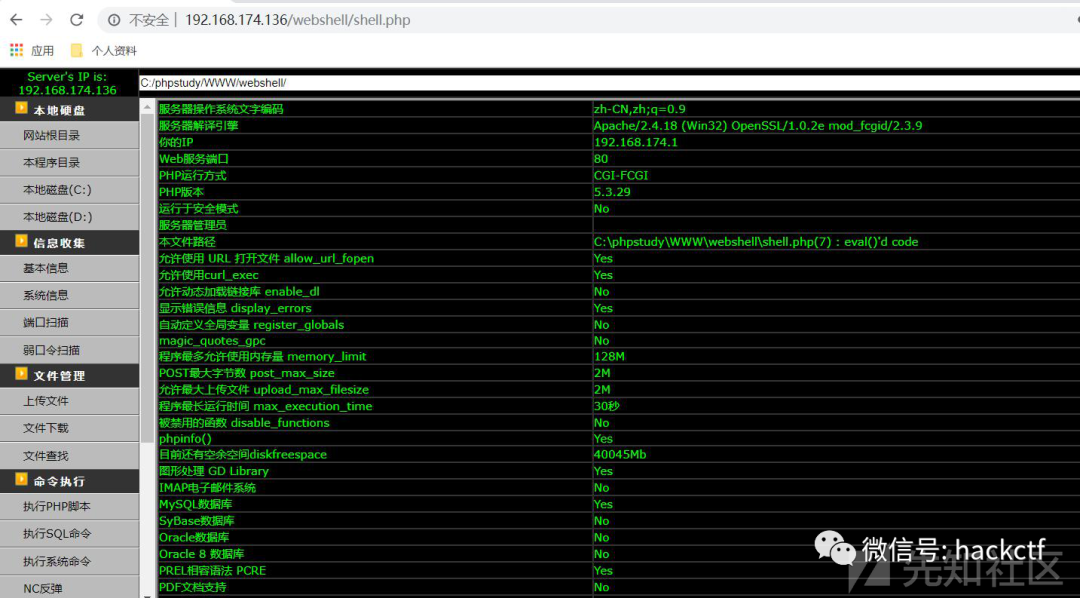 不安全 | 192.168.174.136/webshell/shell.php
应用 个人资料
Server's IP is:
192.168.174.136
C:/phpstudy/WWW/webshell/
本地硬盘
网站根目录
本程序目录
本地磁盘(C:)
本地磁盘(D:)
信息收集
基本信息
系统信息
端口扫描
弱口令扫描
文件管理
上传文件
文件下载
文件查找
命令执行
执行PHP脚本
执行SQL命令
执行系统命令
NC反弹
服务器操作系统文字编码 zh-CN,zh;q=0.9
服务器解译引擎 Apache/2.4.18 (Win32) OpenSSL/1.0.2e mod_fcgid/2.3.9
你的IP 192.168.174.1
Web服务端口 80
PHP运行方式 CGI-FCGI
PHP版本 5.3.29
运行于安全模式 No
服务器管理员
本文件路径 C:\phpstudy\WWW\webshell\shell.php(7) : eval()'d code
允许使用 URL 打开文件 allow_url_fopen Yes
允许使用curl_exec Yes
允许动态加载链接库 enable_dl No
显示错误信息 display_errors Yes
自动定义全局变量 register_globals No
magic_quotes_gpc No
程序最多允许使用内存量 memory_limit 128M
POST最大字节数 post_max_size 2M
允许最大上传文件 upload_max_filesize 2M
程序最长运行时间 max_execution_time 30秒
被禁用的函数 disable_functions No
phpinfo() Yes
目前还有空余空间diskfreespace 40045Mb
图形处理 GD Library Yes
IMAP电子邮件系统 No
MySQL数据库 Yes
SyBase数据库 No
Oracle数据库 No
Oracle 8 数据库 No
PREL相容语法 PCRE Yes
PDF文档支持 No
微信号: hackctf
先知社区